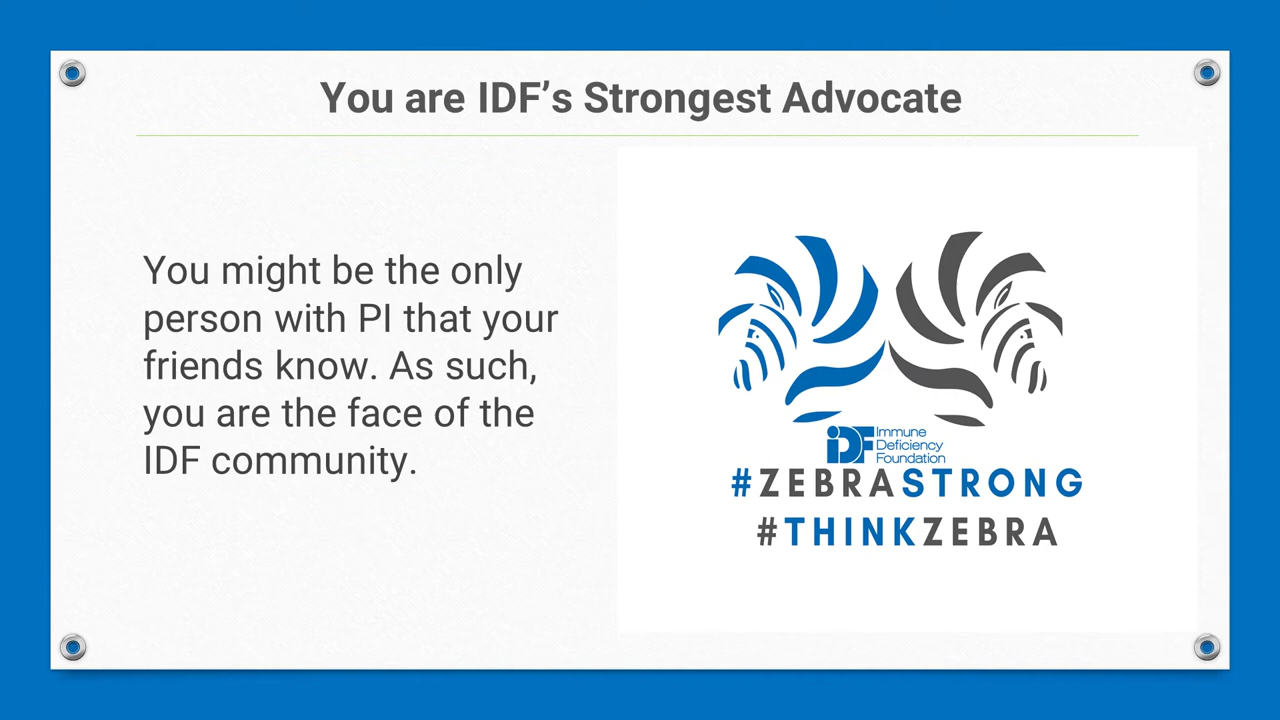 You are IDF’s Strongest Advocate
You might be the only
person with PI that your
friends know. As such,
you are the face of the
IDF community.
iDF Immune
Deficiency
Foundation
#ZEBRASTRONG
#THINKZEBRA